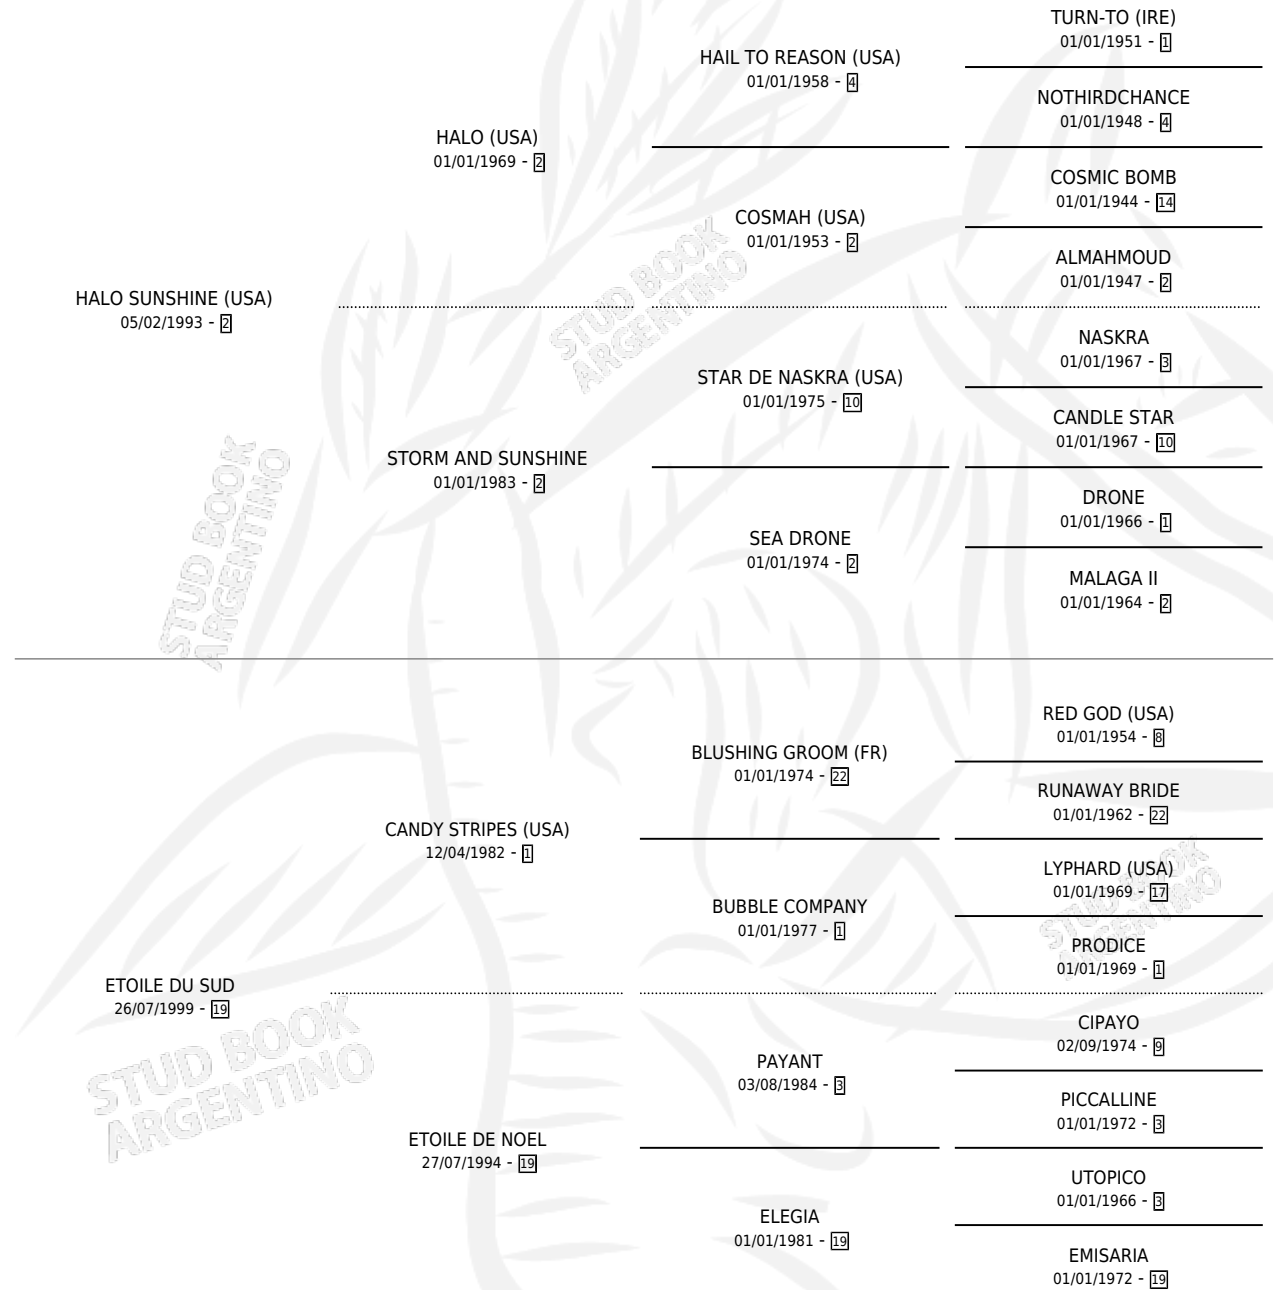 TURN-TO (IRE)
01/01/1951 - 1
HAIL TO REASON (USA)
01/01/1958 - 4
NOTHIRDCHANCE
01/01/1948 - 4
HALO (USA)
01/01/1969 - 2
COSMIC BOMB
01/01/1944 - 14
COSMAH (USA)
01/01/1953 - 2
ALMAHMOUD
01/01/1947 - 2
HALO SUNSHINE (USA)
05/02/1993 - 2
STUD BOOK
ARGENTINO
NASKRA
01/01/1967 - 3
STAR DE NASKRA (USA)
01/01/1975 - 10
CANDLE STAR
01/01/1967 - 10
STORM AND SUNSHINE
01/01/1983 - 2
STUD BOOK
ARGENTINO
DRONE
01/01/1966 - 1
SEA DRONE
01/01/1974 - 2
MALAGA II
01/01/1964 - 2
RED GOD (USA)
01/01/1954 - 8
BLUSHING GROOM (FR)
01/01/1974 - 22
RUNAWAY BRIDE
01/01/1962 - 22
CANDY STRIPES (USA)
12/04/1982 - 1
LYPHARD (USA)
01/01/1969 - 17
STUD BOOK
ARGENTINO
BUBBLE COMPANY
01/01/1977 - 1
PRODICE
01/01/1969 - 1
ETOILE DU SUD
26/07/1999 - 19
STUD BOOK
ARGENTINO
CIPAYO
02/09/1974 - 9
PAYANT
03/08/1984 - 3
PICCALLINE
01/01/1972 - 3
ETOILE DE NOEL
27/07/1994 - 19
UTOPICO
01/01/1966 - 3
ELEGIA
01/01/1981 - 19
EMISARIA
01/01/1972 - 19